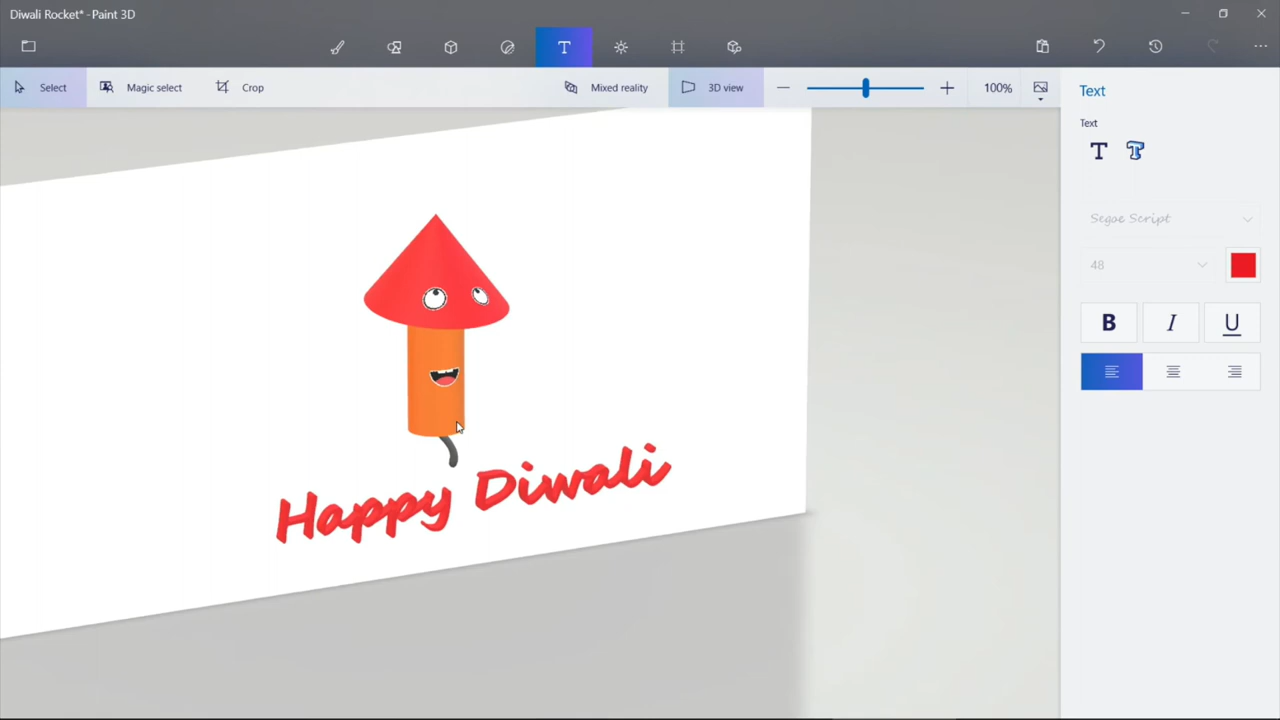 Diwali Rocket* -Paint 3D
Select
Magic select
Crop
Mixed reality
3D view
100%
Text
Text
Segoe Script
48
B
I
U
Happy Diwali